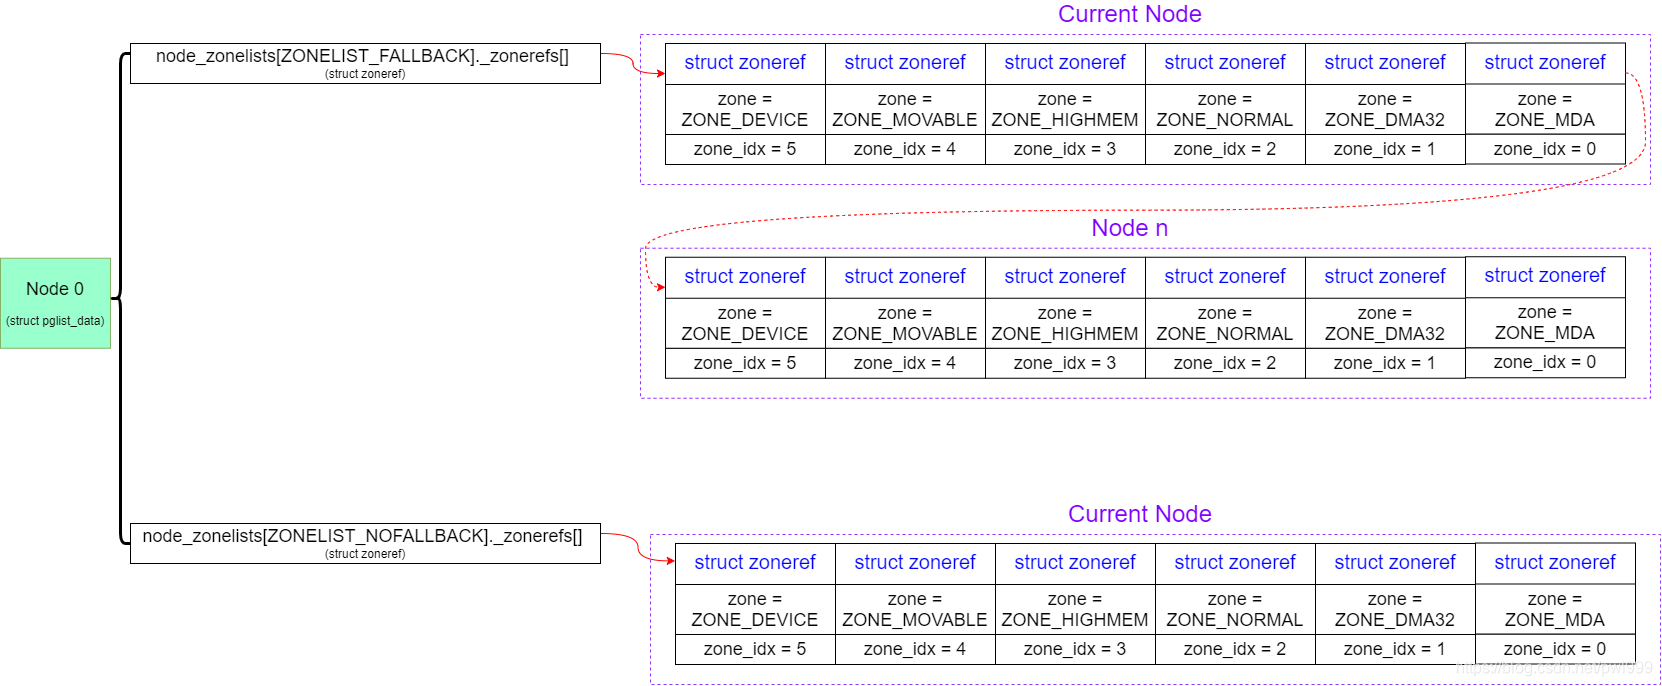 Current Node
node_zonelists[ZONELIST_FALLBACK]._zonerefs[]
(struct zoneref)
struct zoneref struct zoneref struct zoneref struct zoneref struct zoneref struct zoneref
zone = zone = zone = zone = zone = zone =
ZONE_DEVICE ZONE_MOVABLE ZONE_HIGHMEM ZONE_NORMAL ZONE_DMA32 ZONE_MDA
zone_idx = 5 zone_idx = 4 zone_idx = 3 zone_idx = 2 zone_idx = 1 zone_idx = 0
Node n
struct zoneref struct zoneref struct zoneref struct zoneref struct zoneref struct zoneref
zone = zone = zone = zone = zone = zone =
ZONE_DEVICE ZONE_MOVABLE ZONE_HIGHMEM ZONE_NORMAL ZONE_DMA32 ZONE_MDA
zone_idx = 5 zone_idx = 4 zone_idx = 3 zone_idx = 2 zone_idx = 1 zone_idx = 0
Node 0
(struct pglist_data)
Current Node
node_zonelists[ZONELIST_NOFALLBACK]._zonerefs[]
(struct zoneref)
struct zoneref struct zoneref struct zoneref struct zoneref struct zoneref struct zoneref
zone = zone = zone = zone = zone = zone =
ZONE_DEVICE ZONE_MOVABLE ZONE_HIGHMEM ZONE_NORMAL ZONE_DMA32 ZONE_MDA
zone_idx = 5 zone_idx = 4 zone_idx = 3 zone_idx = 2 zone_idx = 1 zone_idx = 0
https://blog.csdn.net/pwl999